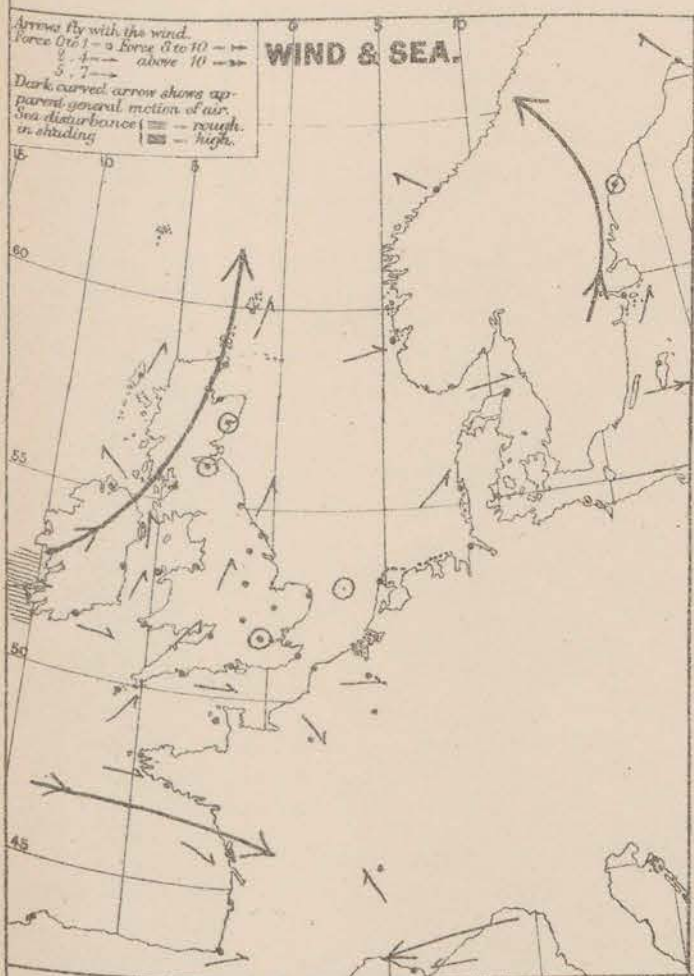 Arrows fly with the wind.
Force 0 to 1 — o Force 8 to 10 —
2 . 4 — above 10 —
5 . 7 —
WIND & SEA.
Dark curved arrow shows ap-
parent general motion of air.
Sea disturbance { — rough.
in shading { — high.
15 10 5 0 5 10
60
55
50
45